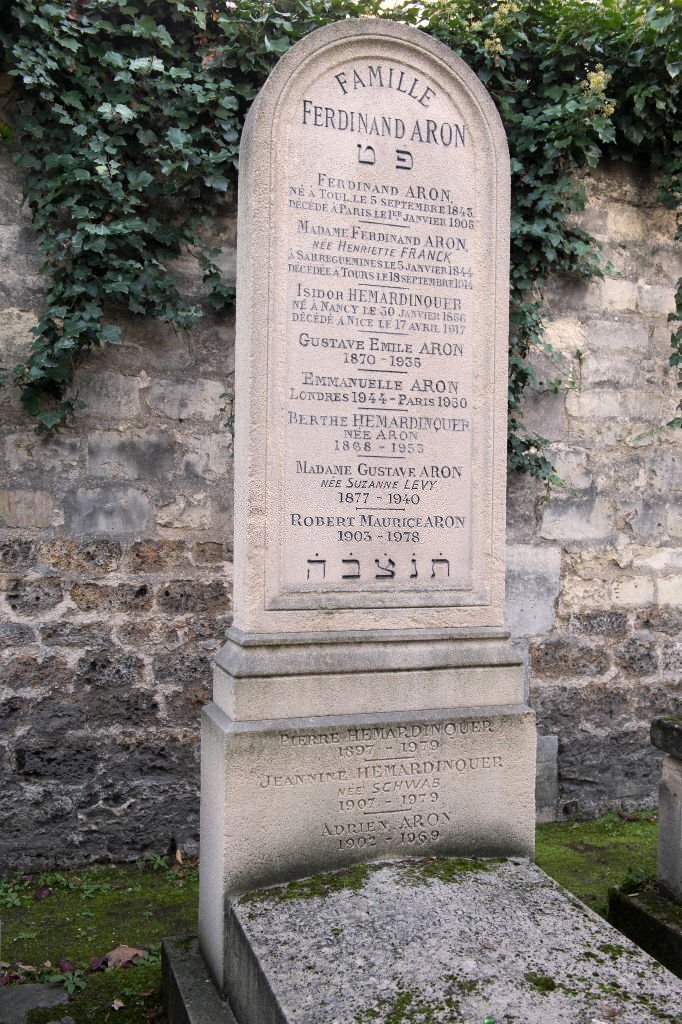 FAMILLE
FERDINAND ARON
פ ט
FERDINAND ARON,
NÉ À TOUL, LE 5 SEPTEMBRE 1843,
DÉCÉDÉ À PARIS LE 1ER JANVIER 1905
MADAME FERDINAND ARON,
NÉE HENRIETTE FRANCK
À SARREGUEMINES LE 5 JANVIER 1844
DÉCÉDÉE À TOURS LE 18 SEPTEMBRE 1914
ISIDOR HEMARDINQUER
NÉ À NANCY LE 30 JANVIER 1856
DÉCÉDÉ À NICE LE 17 AVRIL 1917
GUSTAVE EMILE ARON
1870 - 1935
EMMANUELLE ARON
LONDRES 1944 - PARIS 1950
BERTHE HEMARDINQUER
NÉE ARON
1868 - 1953
MADAME GUSTAVE ARON
NÉE SUZANNE LEVY
1877 - 1940
ROBERT MAURICE ARON
1903 - 1978
תנצבה
PIERRE HEMARDINQUER
1897 - 1979
JEANNINE HEMARDINQUER
NÉE SCHWAB
1907 - 1979
ADRIEN ARON
1902 - 1969